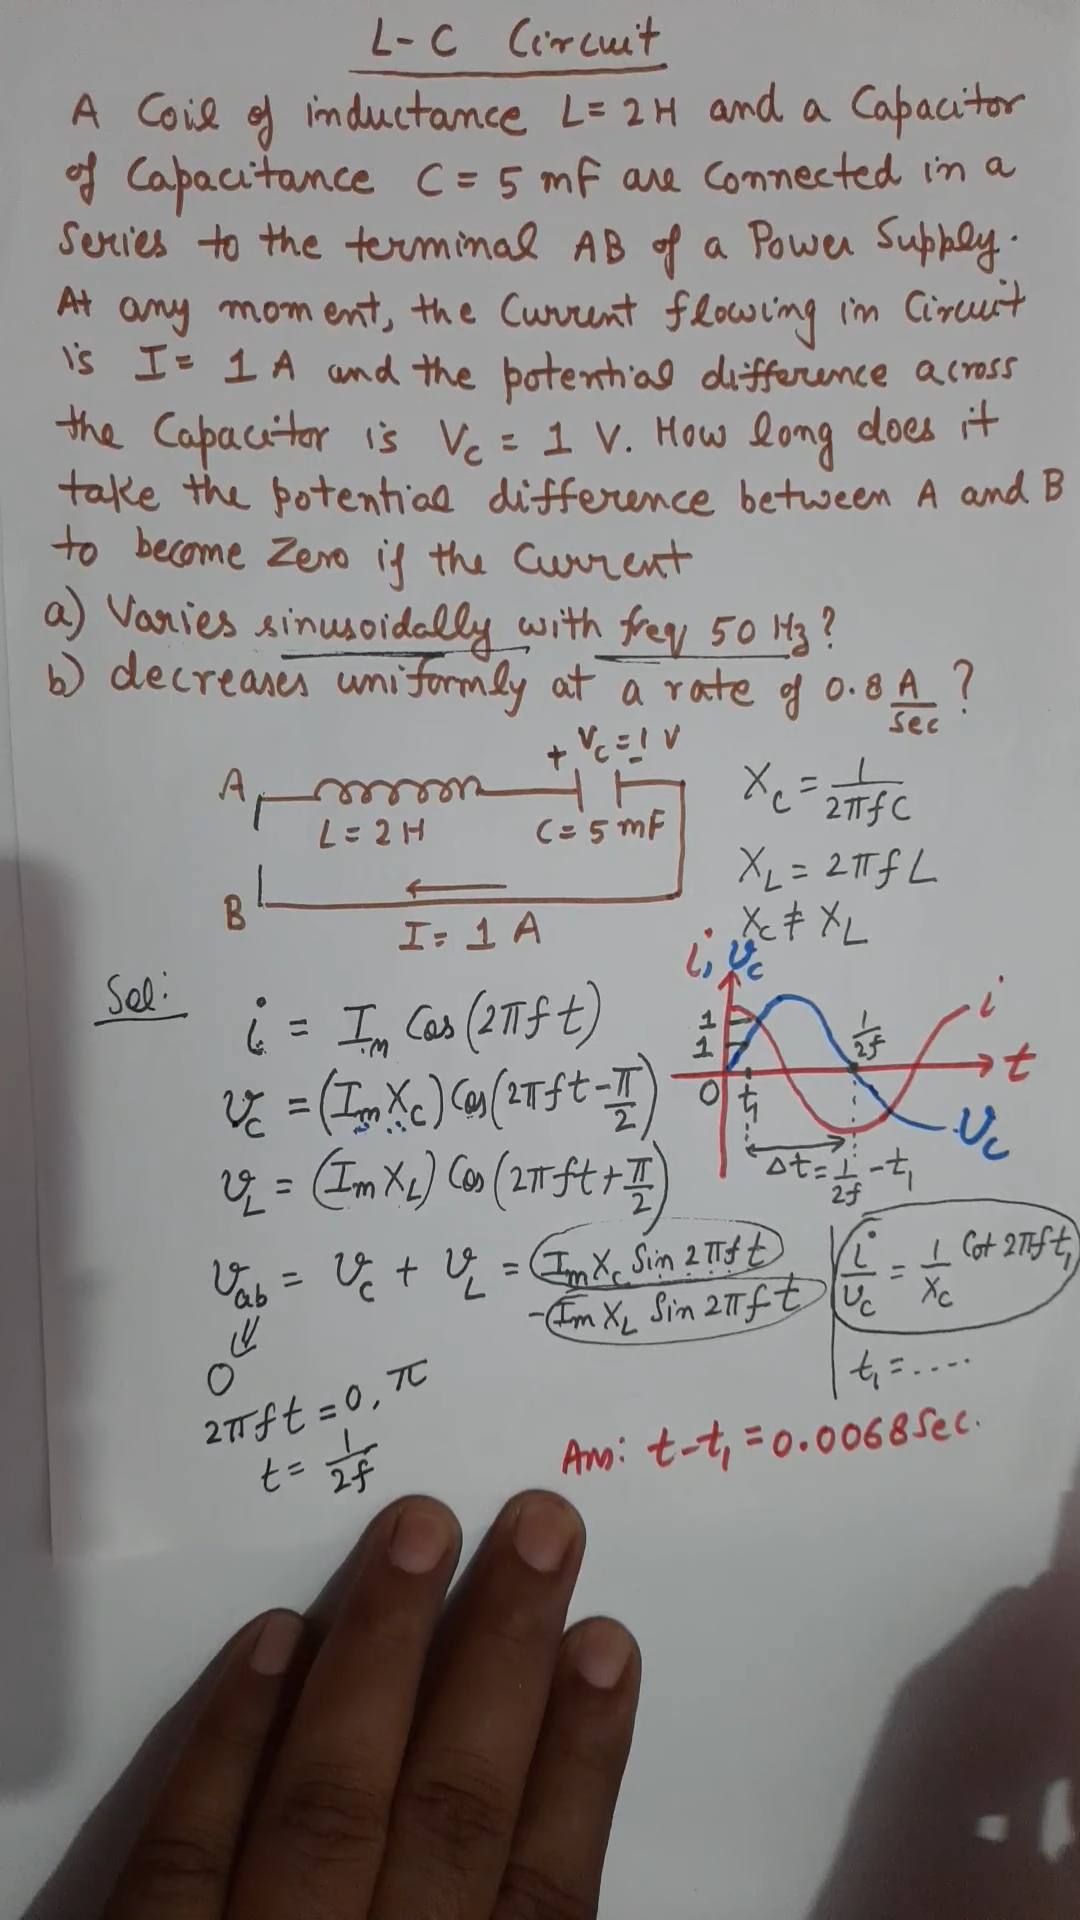 L-C Circuit
A Coil of inductance L= 2H and a Capacitor
of Capacitance C = 5 mF are Connected in a
Series to the terminal AB of a Power Supply.
At any moment, the Current flowing in Circuit
is I= 1 A and the potential difference across
the Capacitor is Vc = 1 V. How long does it
take the potential difference between A and B
to become Zero if the Current
a) Varies sinusoidally with freq 50 Hz?
b) decreases uniformly at a rate of 0.8 A/Sec ?
+ Vc = 1 V -
A
L = 2 H
C = 5 mF
B
I = 1 A
Xc = 1/2πfC
XL = 2πfL
Xc ≠ XL
Sol:
i = Im Cos (2πft)
vc = (Im Xc) Cos (2πft - π/2)
vL = (Im XL) Cos (2πft + π/2)
vab = vc + vL = Im Xc Sin 2πft
- Im XL Sin 2πft
0
2πft = 0, π
t = 1/2f
i, vc
1
1
0
t1
1/2f
i
t
vc
Δt = 1/2f - t1
i/vc = 1/Xc Cot 2πft1
t1 = ....
Ans: t-t1 = 0.0068 Sec.